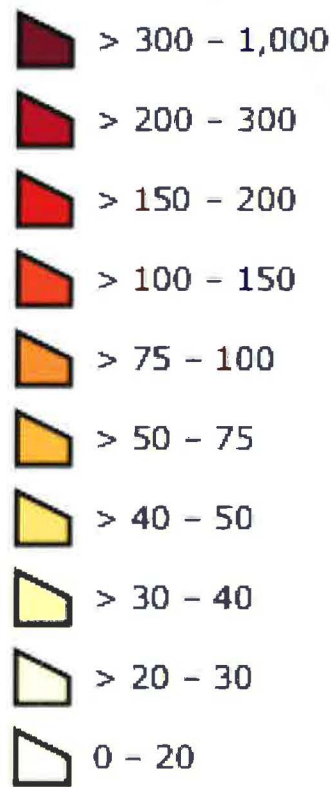 > 300 – 1,000
> 200 – 300
> 150 – 200
> 100 – 150
> 75 – 100
> 50 – 75
> 40 – 50
> 30 – 40
> 20 – 30
0 – 20